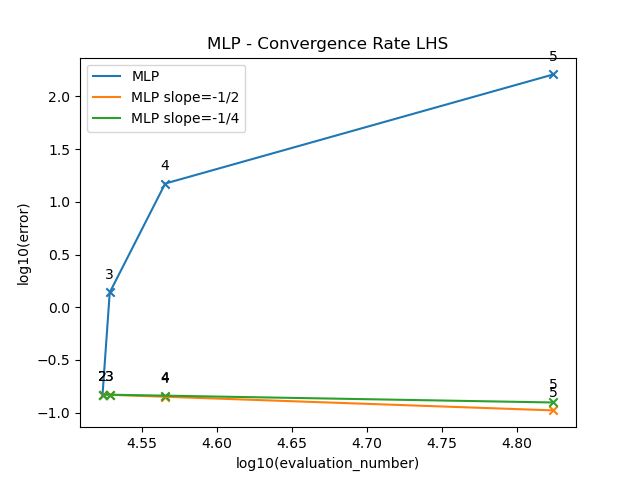 MLP - Convergence Rate LHS
5
MLP
MLP slope=-1/2
MLP slope=-1/4
2.0
1.5
4
1.0
log10(error)
0.5
3
0.0
−0.5
2 3
4
5
5
−1.0
4.55 4.60 4.65 4.70 4.75 4.80
log10(evaluation_number)